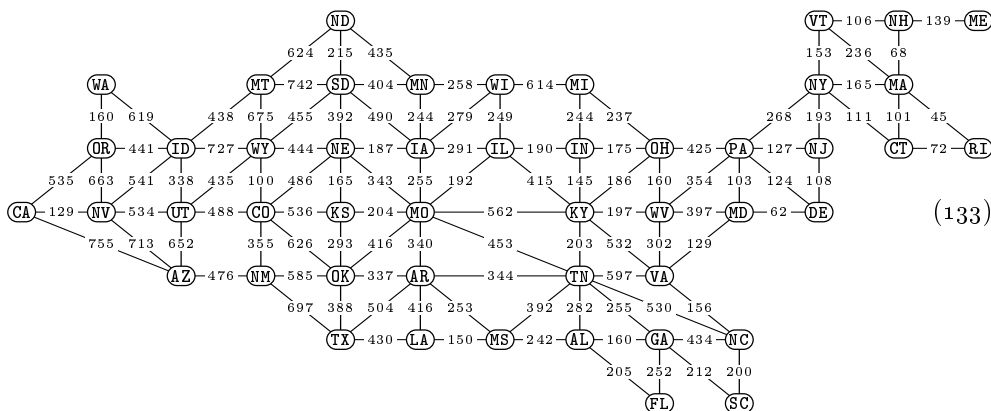 ND VT 106 NH 139 ME
624 215 435 153 236 68
WA MT 742 SD 404 MN 258 WI 614 MI NY 165 MA
160 619 438 675 455 392 490 244 279 249 244 237 268 193 111 101 45
OR 441 ID 727 WY 444 NE 187 IA 291 IL 190 IN 175 OH 425 PA 127 NJ CT 72 RI
535 663 541 338 435 100 486 165 343 255 192 415 145 186 160 354 103 124 108
CA 129 NV 534 UT 488 CO 536 KS 204 MO 562 KY 197 WV 397 MD 62 DE (133)
755 713 652 355 626 293 416 340 453 203 532 302 129
AZ 476 NM 585 OK 337 AR 344 TN 597 VA
697 388 504 416 253 392 282 255 530 156
TX 430 LA 150 MS 242 AL 160 GA 434 NC
205 252 212 200
FL SC